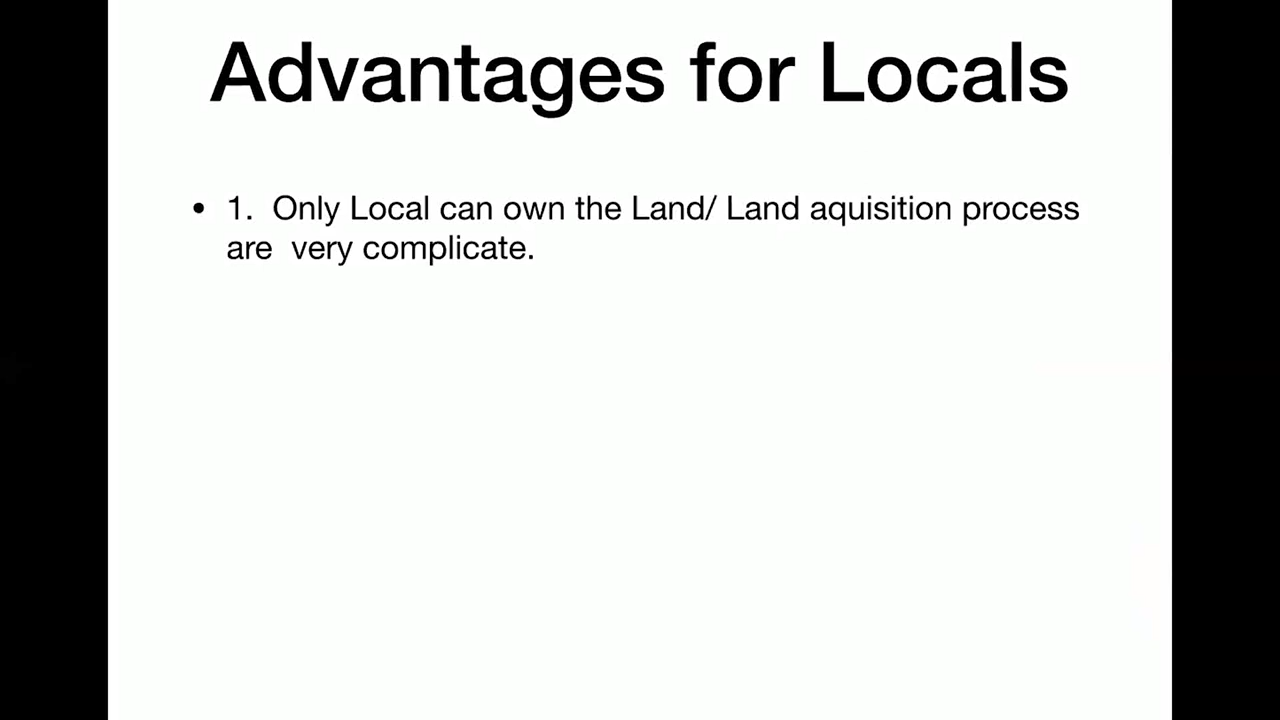 Advantages for Locals
• 1.  Only Local can own the Land/ Land aquisition process
are  very complicate.